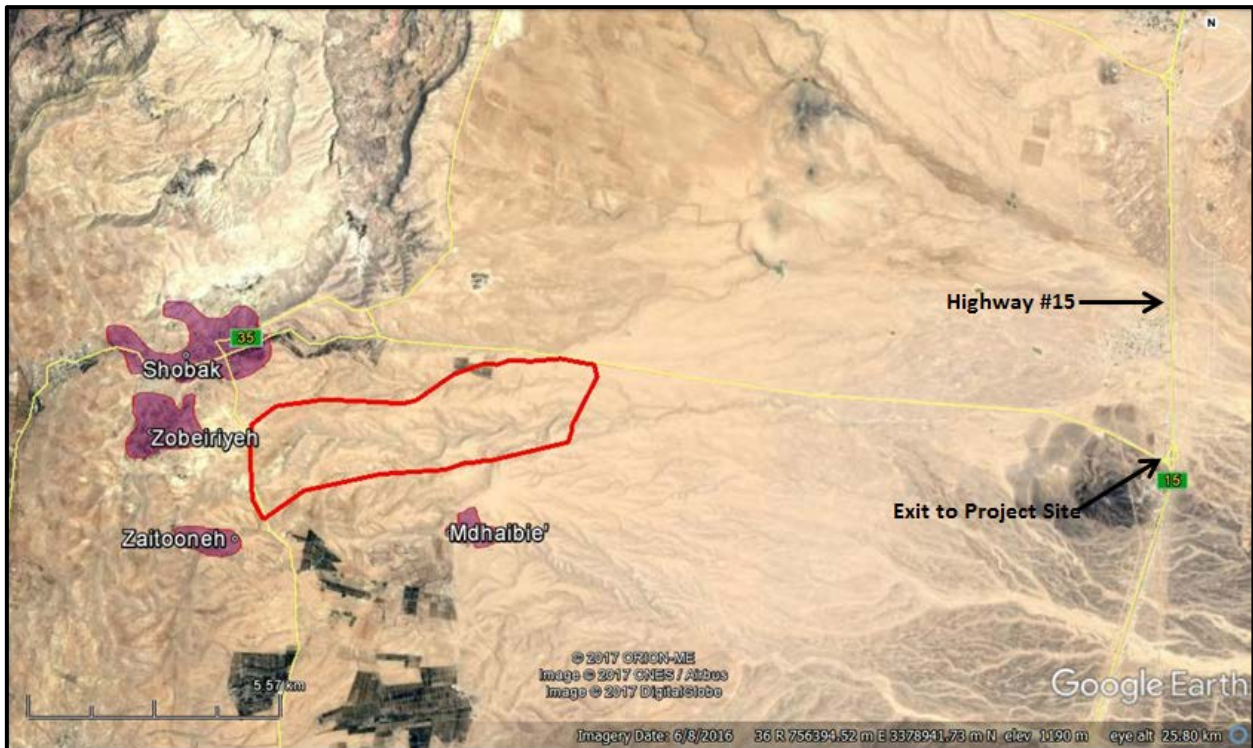 N
Highway #15
35
Shobak
Zobeiriyeh
15
Exit to Project Site
Zaitooneh
Mdhaibie'
© 2017 ORION-ME
Image © 2017 CNES / Airbus
Image © 2017 DigitalGlobe
5.57 km
Google Earth
Imagery Date: 6/8/2016 36 R 756394.52 m E 3378941.73 m N elev 1190 m eye alt 25.80 km